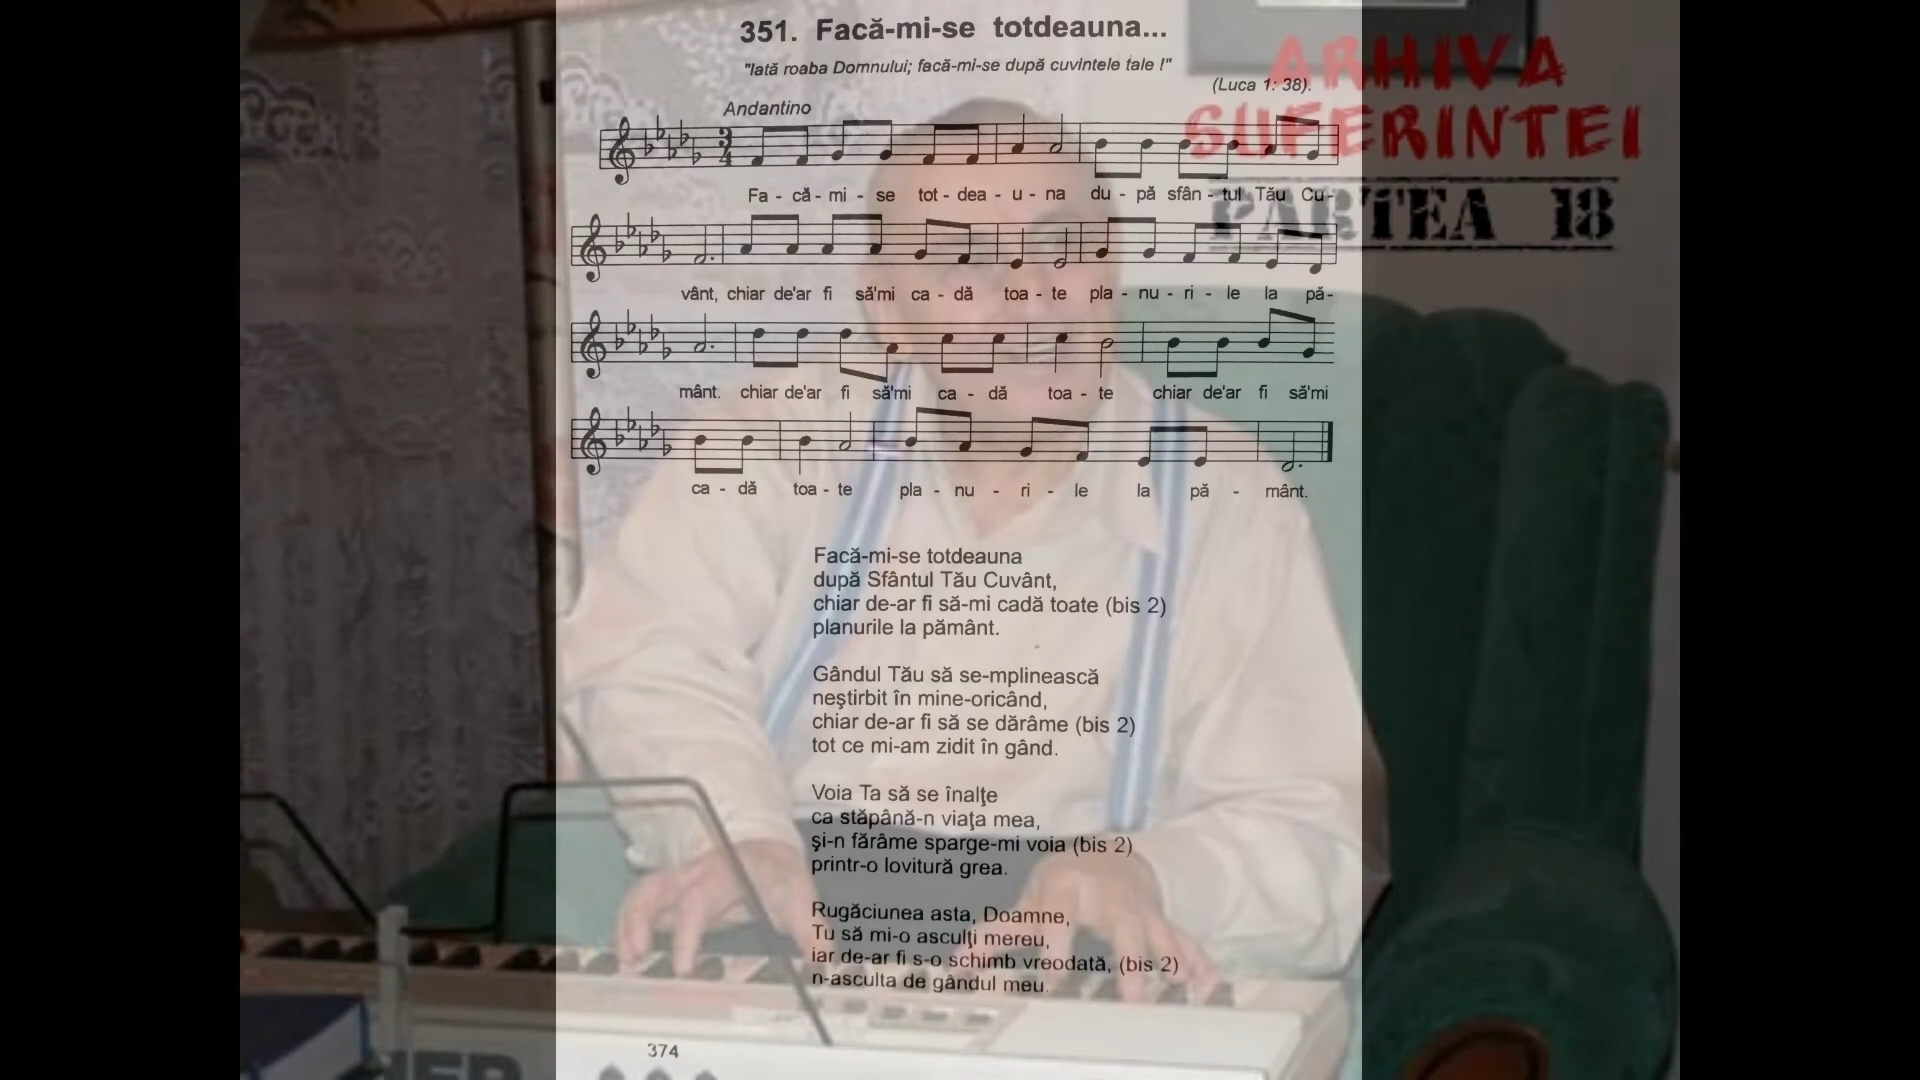 351. Facă-mi-se totdeauna...
"Iată roaba Domnului; facă-mi-se după cuvintele tale !"
(Luca 1: 38).
ARHIVA
SUFERINTEI
PARTEA 18
Andantino
3
4
Fa - că - mi - se tot - dea - u - na du - pă sfân - tul Tău Cu -
vânt, chiar de'ar fi să'mi ca - dă toa - te pla - nu - ri - le la pă-
mânt. chiar de'ar fi să'mi ca - dă toa - te chiar de'ar fi să'mi
ca - dă toa - te pla - nu - ri - le la pă - mânt.
Facă-mi-se totdeauna
după Sfântul Tău Cuvânt,
chiar de-ar fi să-mi cadă toate (bis 2)
planurile la pământ.
Gândul Tău să se-mplinească
neştirbit în mine-oricând,
chiar de-ar fi să se dărâme (bis 2)
tot ce mi-am zidit în gând.
Voia Ta să se înalţe
ca stăpână-n viaţa mea,
şi-n fărâme sparge-mi voia (bis 2)
printr-o lovitură grea.
Rugăciunea asta, Doamne,
Tu să mi-o asculţi mereu,
iar de-ar fi s-o schimb vreodată, (bis 2)
n-asculta de gândul meu.
374